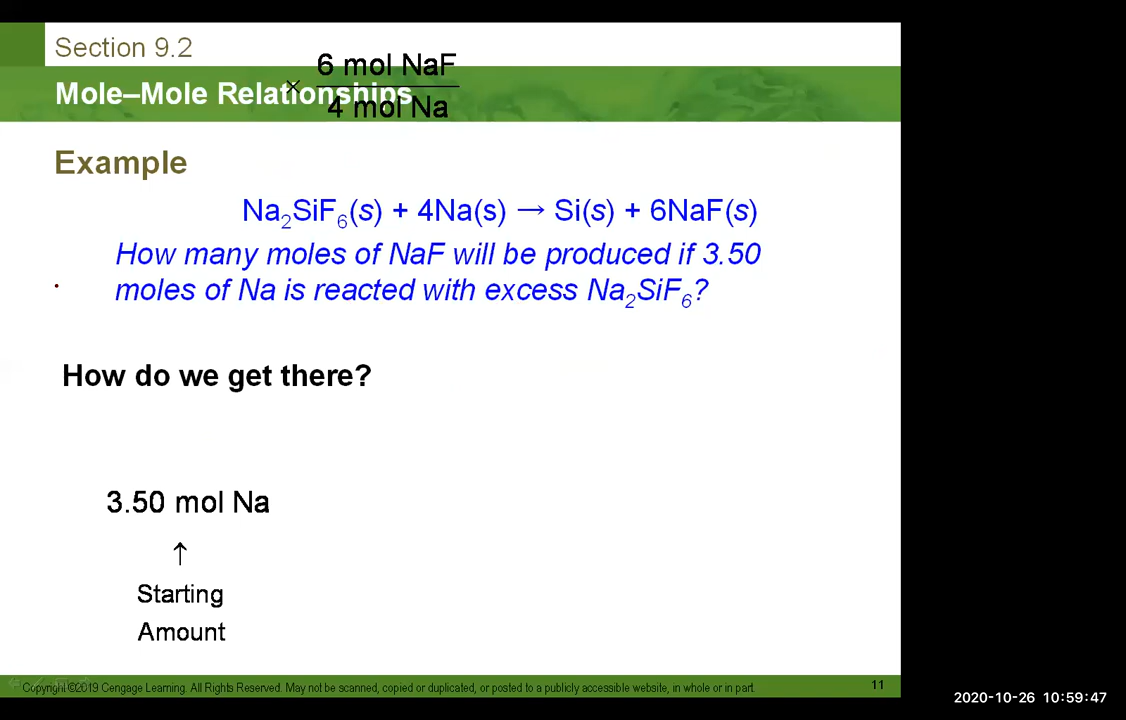 Section 9.2
× 6 mol NaF
Mole–Mole Relationships
4 mol Na
Example
Na₂SiF₆(s) + 4Na(s) → Si(s) + 6NaF(s)
How many moles of NaF will be produced if 3.50
moles of Na is reacted with excess Na₂SiF₆?
How do we get there?
3.50 mol Na
↑
Starting
Amount
Copyright ©2019 Cengage Learning. All Rights Reserved. May not be scanned, copied or duplicated, or posted to a publicly accessible website, in whole or in part.
11
2020-10-26 10:59:47